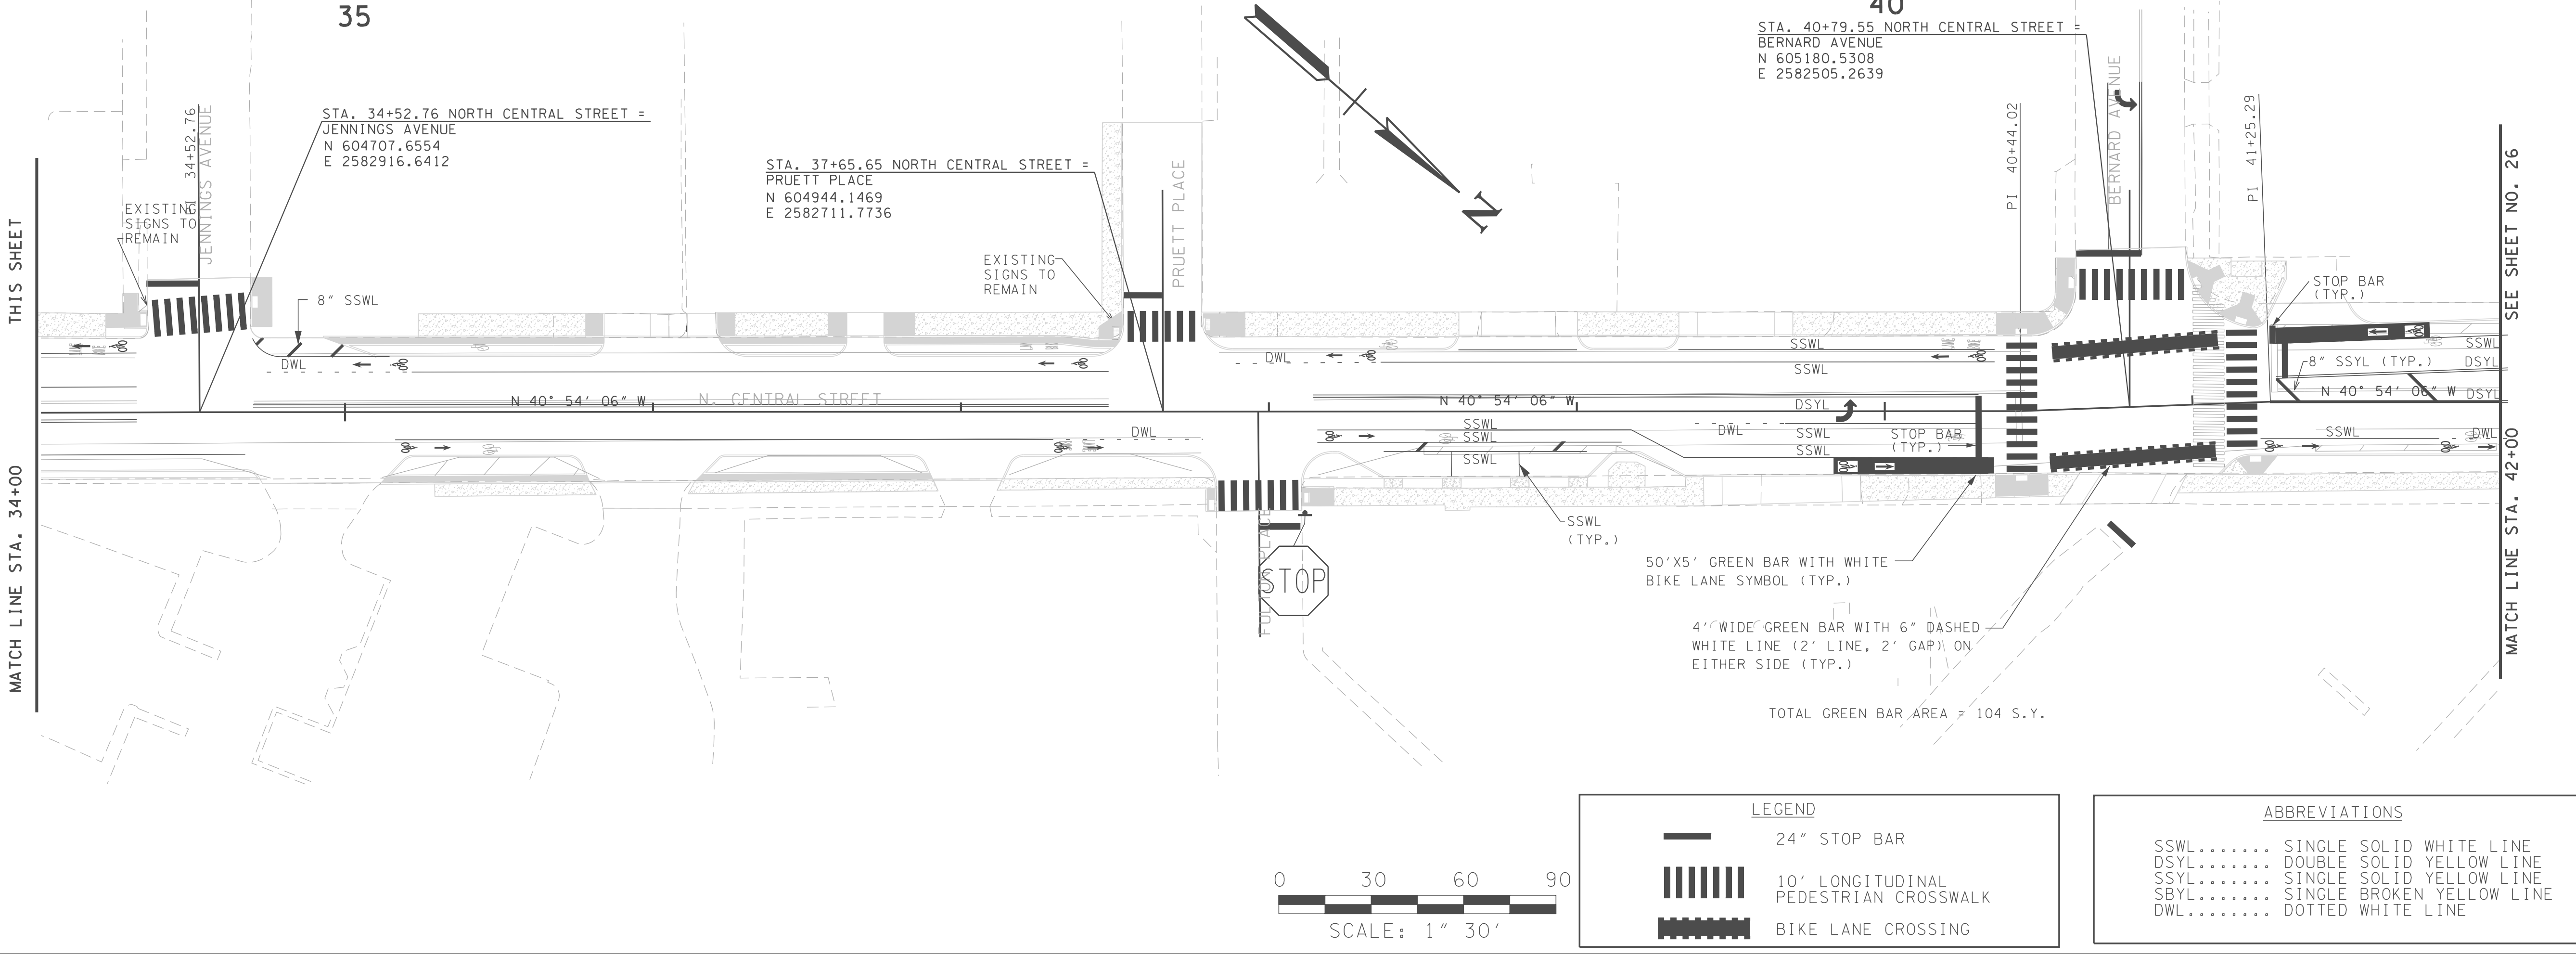 35
40
STA. 40+79.55 NORTH CENTRAL STREET =
BERNARD AVENUE
N 605180.5308
E 2582505.2639
STA. 34+52.76 NORTH CENTRAL STREET =
JENNINGS AVENUE
N 604707.6554
E 2582916.6412
STA. 37+65.65 NORTH CENTRAL STREET =
PRUETT PLACE
N 604944.1469
E 2582711.7736
PI 34+52.76
JENNINGS AVENUE
PRUETT PLACE
N
PI 40+44.02
BERNARD AVENUE
PI 41+25.29
THIS SHEET
MATCH LINE STA. 34+00
SEE SHEET NO. 26
MATCH LINE STA. 42+00
EXISTING
SIGNS TO
REMAIN
8" SSWL
EXISTING
SIGNS TO
REMAIN
STOP BAR
(TYP.)
DWL
DWL
SSWL
SSWL
SSWL
8" SSYL (TYP.)
DSYL
N 40° 54' 06" W
N. CENTRAL STREET
N 40° 54' 06" W
DSYL
N 40° 54' 06" W
DSYL
DWL
SSWL
SSWL
SSWL
DWL
SSWL
SSWL
STOP BAR
(TYP.)
SSWL
DWL
SSWL
(TYP.)
FULTON PLACE
STOP
50'X5' GREEN BAR WITH WHITE
BIKE LANE SYMBOL (TYP.)
4' WIDE GREEN BAR WITH 6" DASHED
WHITE LINE (2' LINE, 2' GAP) ON
EITHER SIDE (TYP.)
TOTAL GREEN BAR AREA = 104 S.Y.
0 30 60 90
SCALE: 1" 30'
LEGEND
24" STOP BAR
10' LONGITUDINAL
PEDESTRIAN CROSSWALK
BIKE LANE CROSSING
ABBREVIATIONS
SSWL....... SINGLE SOLID WHITE LINE
DSYL....... DOUBLE SOLID YELLOW LINE
SSYL....... SINGLE SOLID YELLOW LINE
SBYL....... SINGLE BROKEN YELLOW LINE
DWL........ DOTTED WHITE LINE